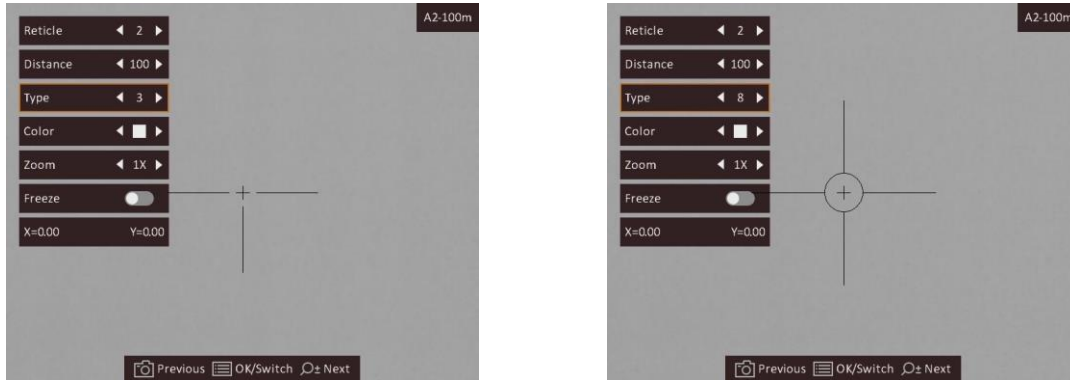 A2-100m
Reticle 2
Distance 100
Type 3
Color
Zoom 1X
Freeze
X=0.00 Y=0.00
Previous OK/Switch Next
A2-100m
Reticle 2
Distance 100
Type 8
Color
Zoom 1X
Freeze
X=0.00 Y=0.00
Previous OK/Switch Next